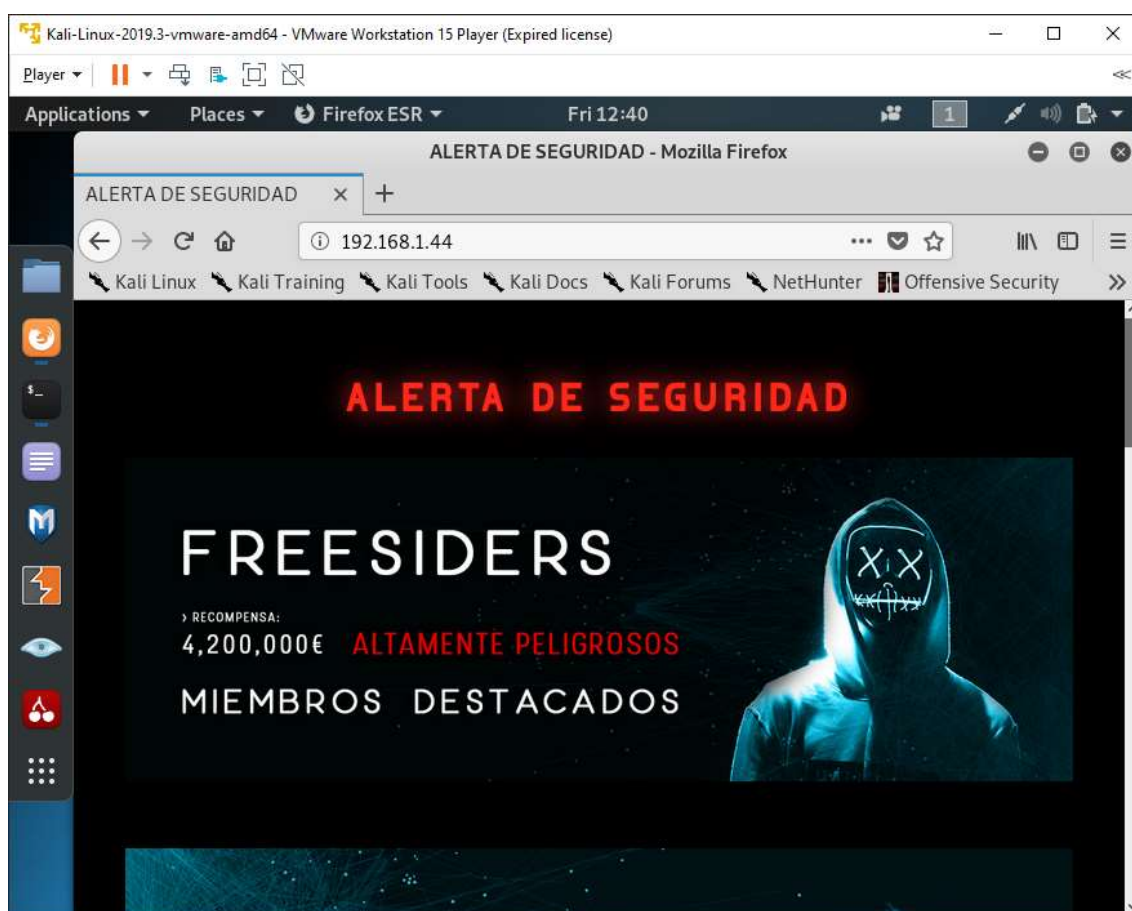 Kali-Linux-2019.3-vmware-amd64 - VMware Workstation 15 Player (Expired license)
Player
Applications Places Firefox ESR Fri 12:40 1
ALERTA DE SEGURIDAD - Mozilla Firefox
ALERTA DE SEGURIDAD
192.168.1.44
Kali Linux Kali Training Kali Tools Kali Docs Kali Forums NetHunter Offensive Security
$_
ALERTA DE SEGURIDAD
FREESIDERS
› RECOMPENSA:
4,200,000€ ALTAMENTE PELIGROSOS
MIEMBROS DESTACADOS